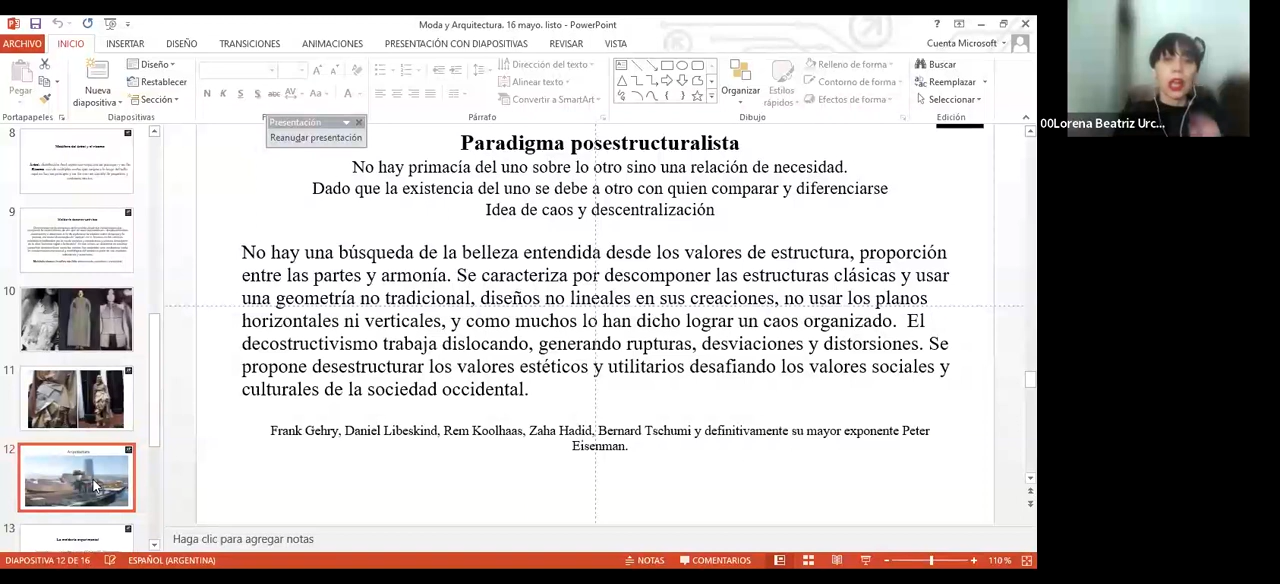 Moda y Arquitectura. 16 mayo. listo - PowerPoint
ARCHIVO INICIO INSERTAR DISEÑO TRANSICIONES ANIMACIONES PRESENTACIÓN CON DIAPOSITIVAS REVISAR VISTA
Cuenta Microsoft
Pegar
Nueva
diapositiva
Diseño
Restablecer
Sección
N K S S abc AV Aa A
Dirección del texto
Alinear texto
Convertir a SmartArt
Organizar
Estilos
rápidos
Relleno de forma
Contorno de forma
Efectos de forma
Buscar
Reemplazar
Seleccionar
Portapapeles
Diapositivas
Párrafo
Dibujo
Edición
Presentación
Reanudar presentación
00Lorena Beatriz Urc...
8
9
10
11
12
Arquitectura
13
Paradigma posestructuralista
No hay primacía del uno sobre lo otro sino una relación de necesidad.
Dado que la existencia del uno se debe a otro con quien comparar y diferenciarse
Idea de caos y descentralización
No hay una búsqueda de la belleza entendida desde los valores de estructura, proporción
entre las partes y armonía. Se caracteriza por descomponer las estructuras clásicas y usar
una geometría no tradicional, diseños no lineales en sus creaciones, no usar los planos
horizontales ni verticales, y como muchos lo han dicho lograr un caos organizado. El
decostructivismo trabaja dislocando, generando rupturas, desviaciones y distorsiones. Se
propone desestructurar los valores estéticos y utilitarios desafiando los valores sociales y
culturales de la sociedad occidental.
Frank Gehry, Daniel Libeskind, Rem Koolhaas, Zaha Hadid, Bernard Tschumi y definitivamente su mayor exponente Peter
Eisenman.
Haga clic para agregar notas
DIAPOSITIVA 12 DE 16 ESPAÑOL (ARGENTINA) NOTAS COMENTARIOS 110 %